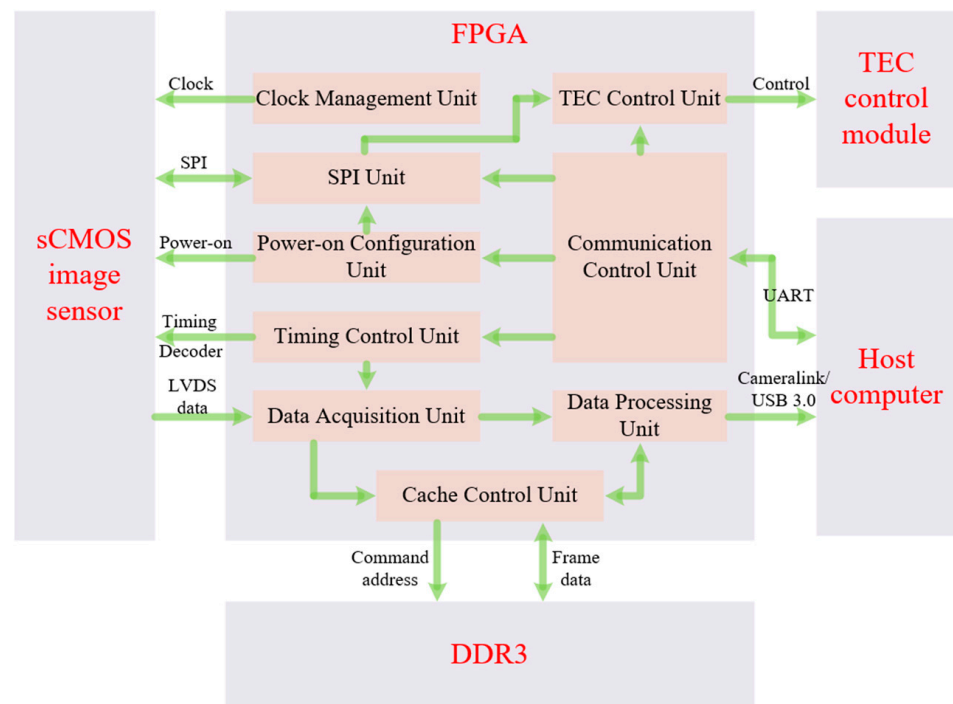 FPGA
TEC
control
module
Clock
Clock Management Unit
TEC Control Unit
Control
SPI
SPI Unit
sCMOS
image
sensor
Power-on
Power-on Configuration
Unit
Communication
Control Unit
UART
Timing
Decoder
Timing Control Unit
Host
computer
LVDS
data
Data Acquisition Unit
Data Processing
Unit
Cameralink/
USB 3.0
Cache Control Unit
Command
address
Frame
data
DDR3